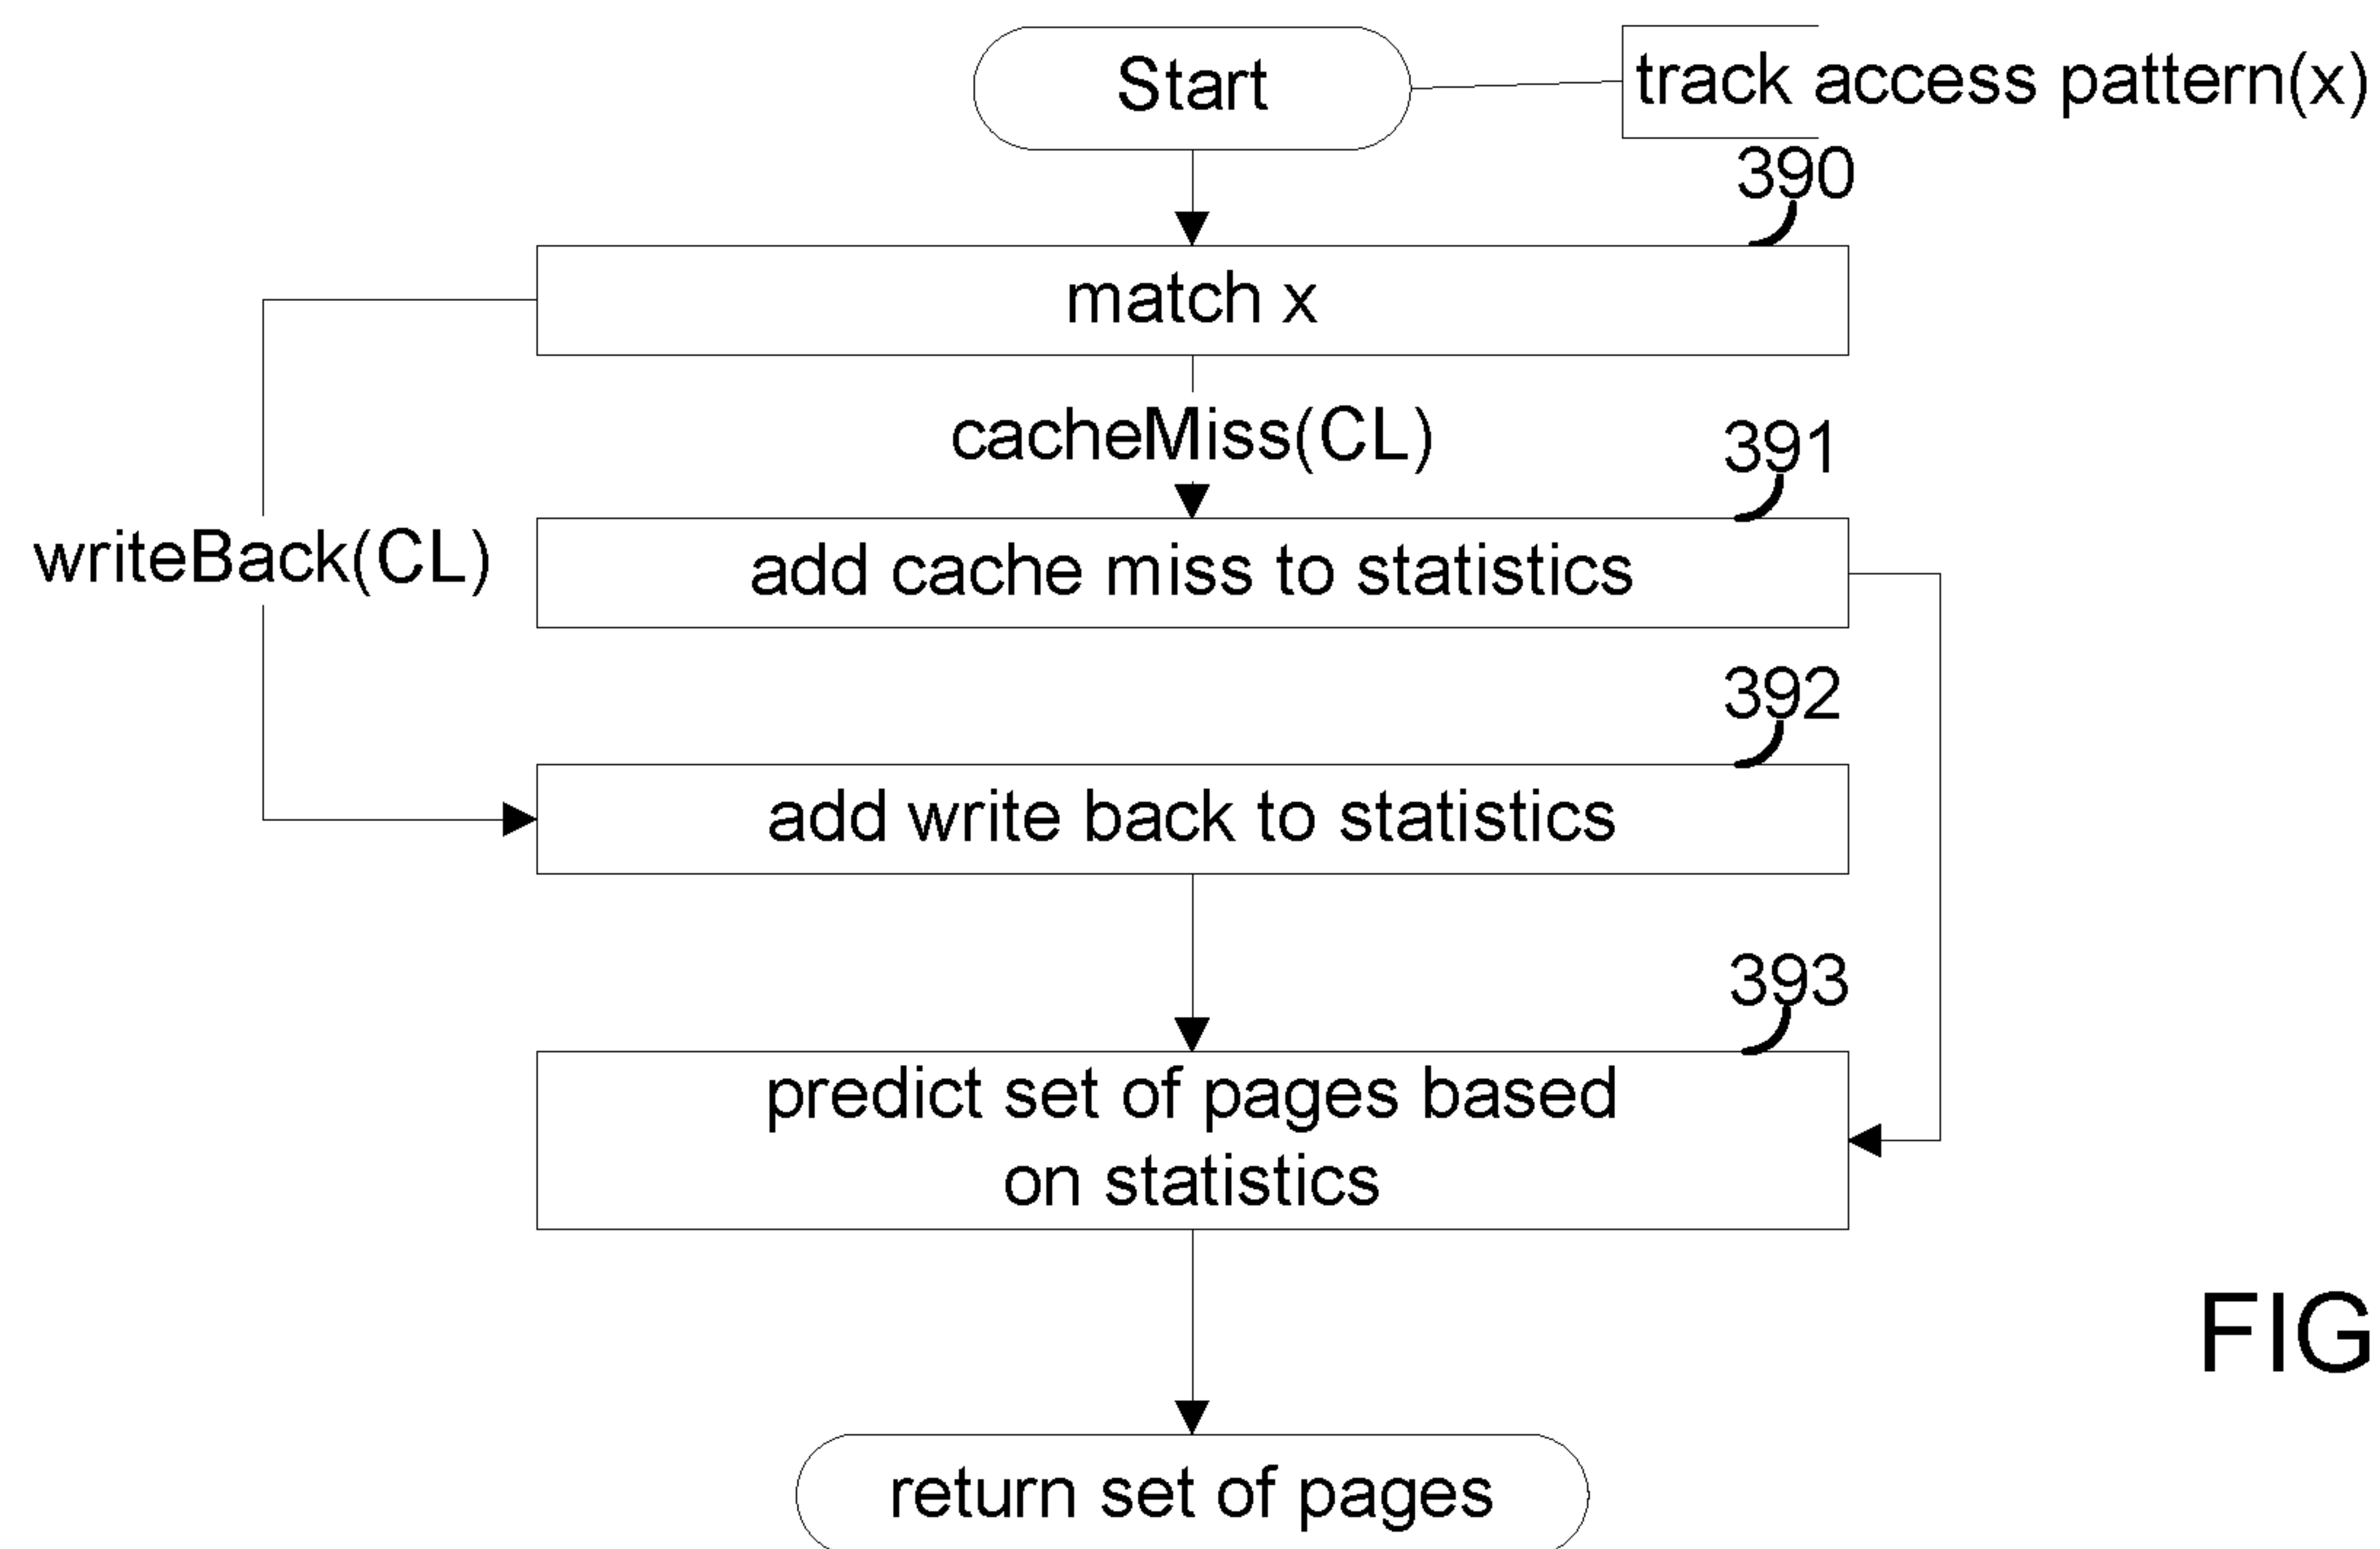 Start
track access pattern(x)
390
match x
cacheMiss(CL)
391
writeBack(CL)
add cache miss to statistics
392
add write back to statistics
393
predict set of pages based
on statistics
FIG
return set of pages